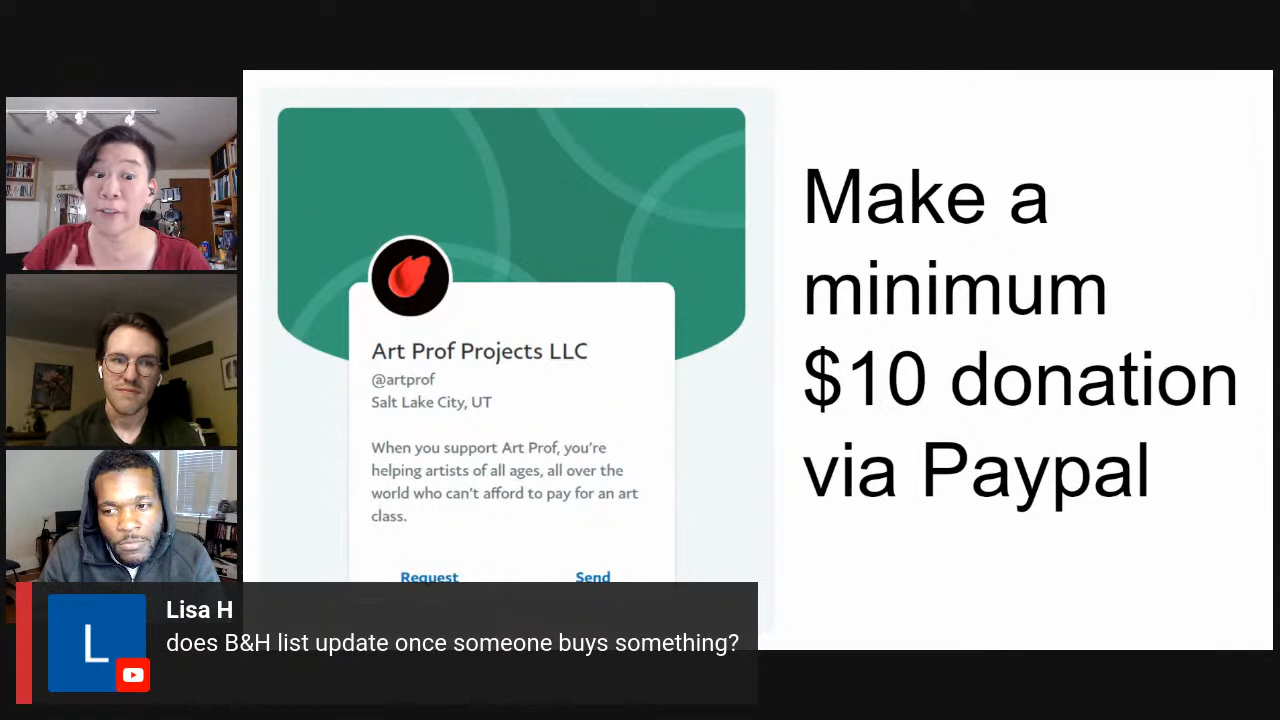 Art Prof Projects LLC
@artprof
Salt Lake City, UT
When you support Art Prof, you're
helping artists of all ages, all over the
world who can't afford to pay for an art
class.
Request Send
Make a
minimum
$10 donation
via Paypal
L
Lisa H
does B&H list update once someone buys something?